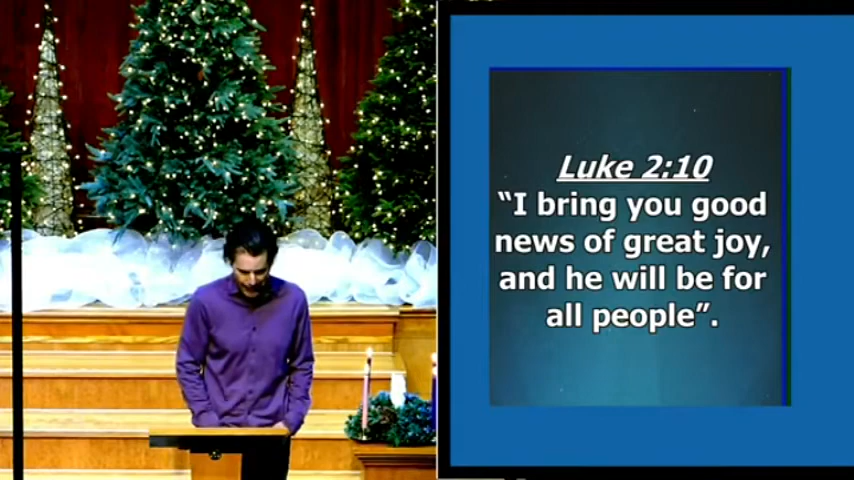 Luke 2:10
“I bring you good
news of great joy,
and he will be for
all people”.